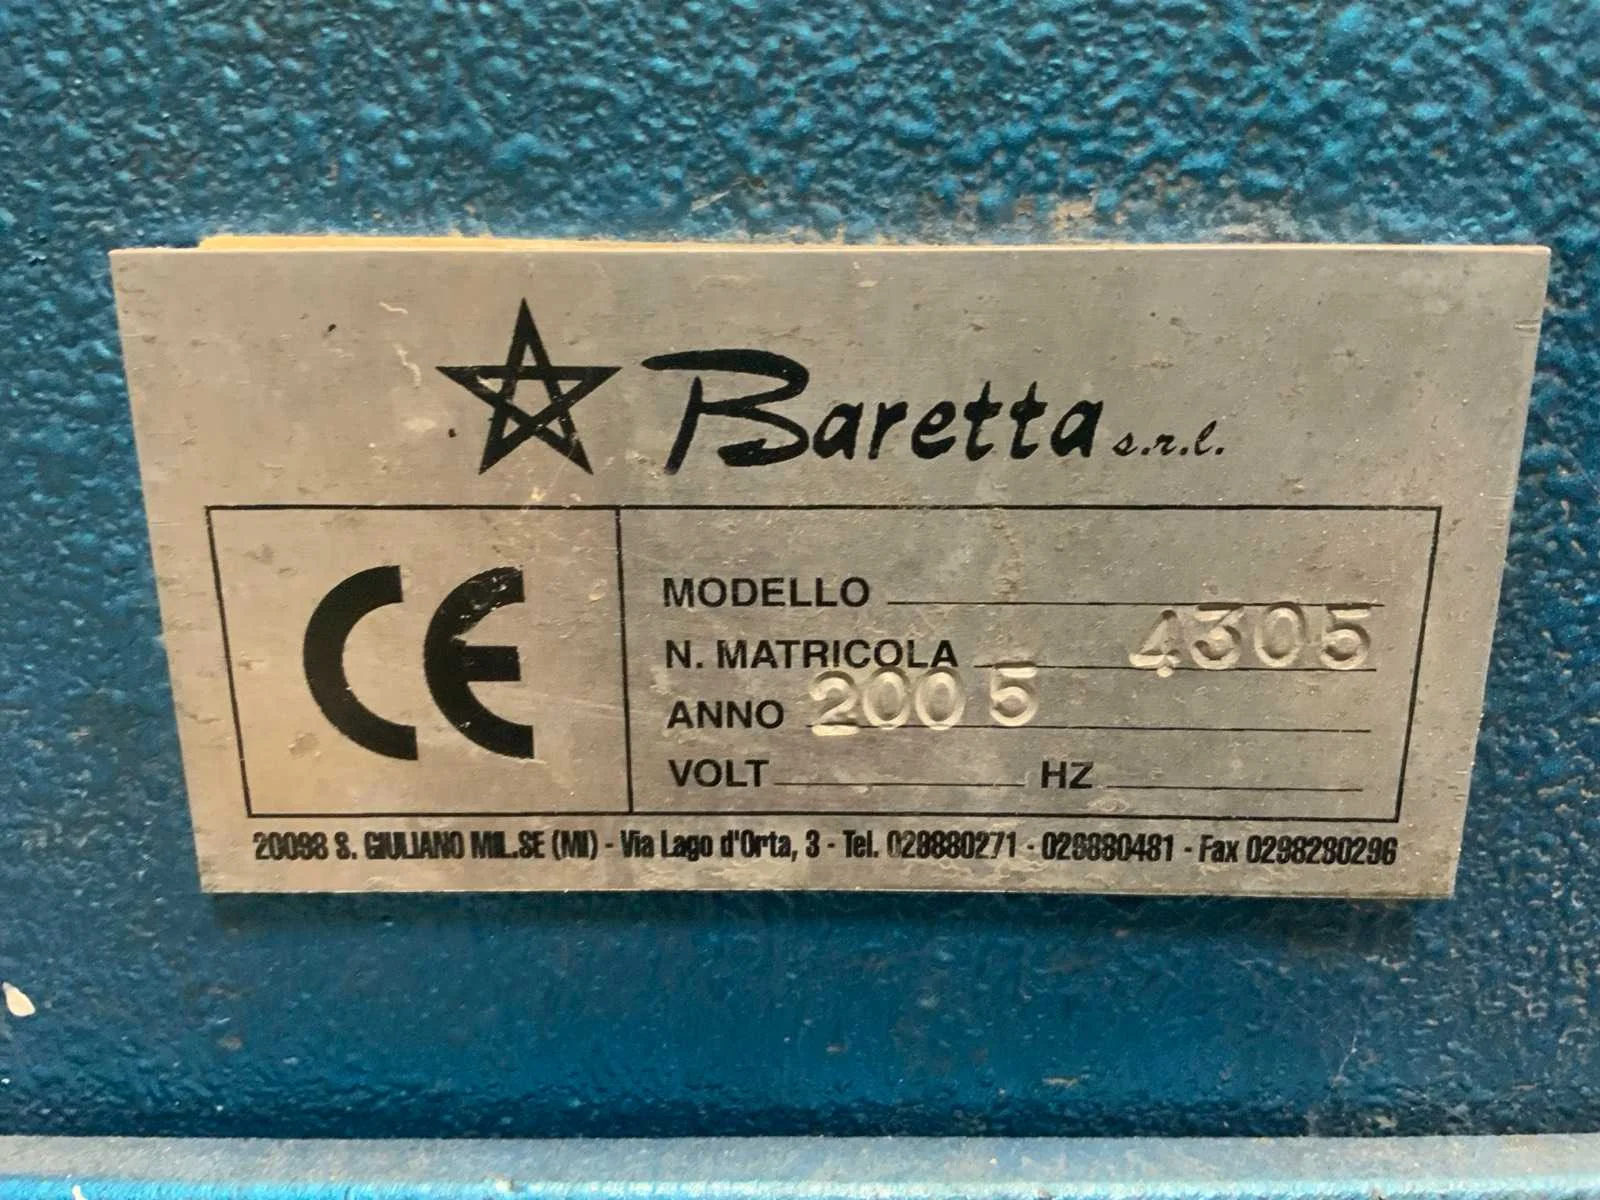 Baretta s.r.l.
CE
MODELLO
N. MATRICOLA 4305
ANNO 2005
VOLT HZ
20098 S. GIULIANO MIL.SE (MI) - Via Lago d'Orta, 3 - Tel. 029880271 - 029880481 - Fax 0298280296